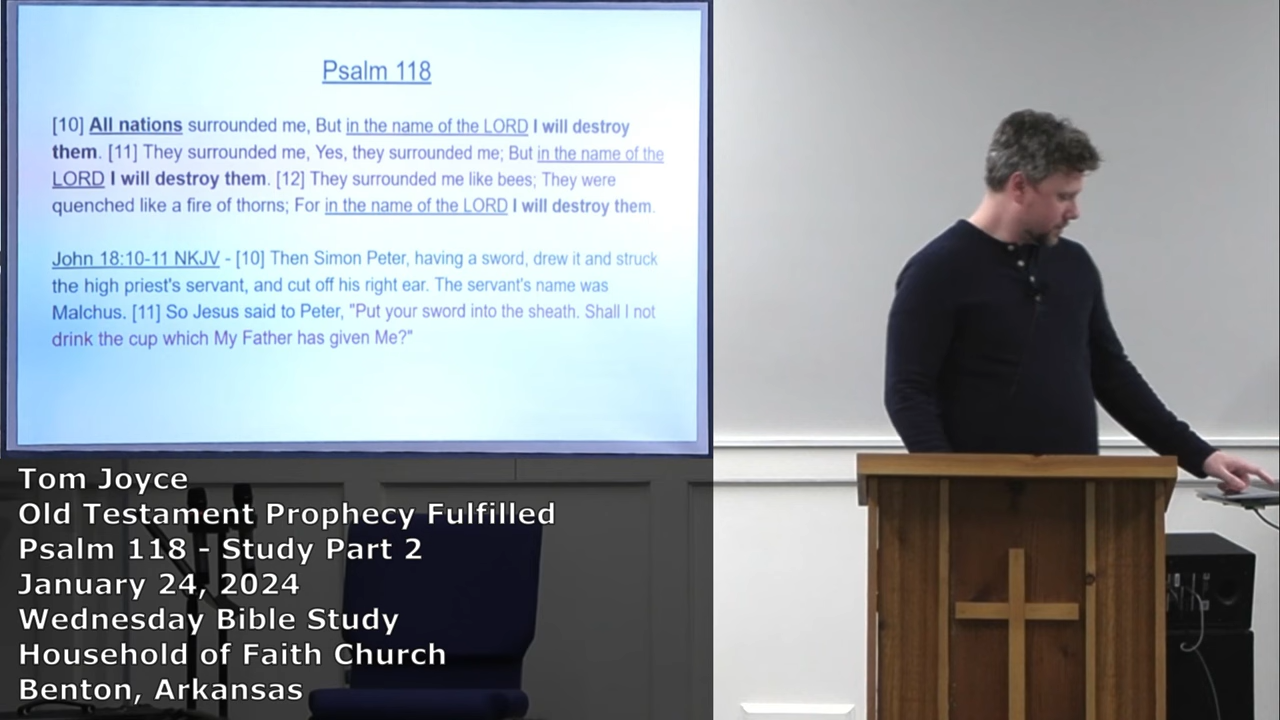 Psalm 118
[10] All nations surrounded me, But in the name of the LORD I will destroy
them. [11] They surrounded me, Yes, they surrounded me; But in the name of the
LORD I will destroy them. [12] They surrounded me like bees; They were
quenched like a fire of thorns; For in the name of the LORD I will destroy them.
John 18:10-11 NKJV - [10] Then Simon Peter, having a sword, drew it and struck
the high priest's servant, and cut off his right ear. The servant's name was
Malchus. [11] So Jesus said to Peter, "Put your sword into the sheath. Shall I not
drink the cup which My Father has given Me?"
Tom Joyce
Old Testament Prophecy Fulfilled
Psalm 118 - Study Part 2
January 24, 2024
Wednesday Bible Study
Household of Faith Church
Benton, Arkansas